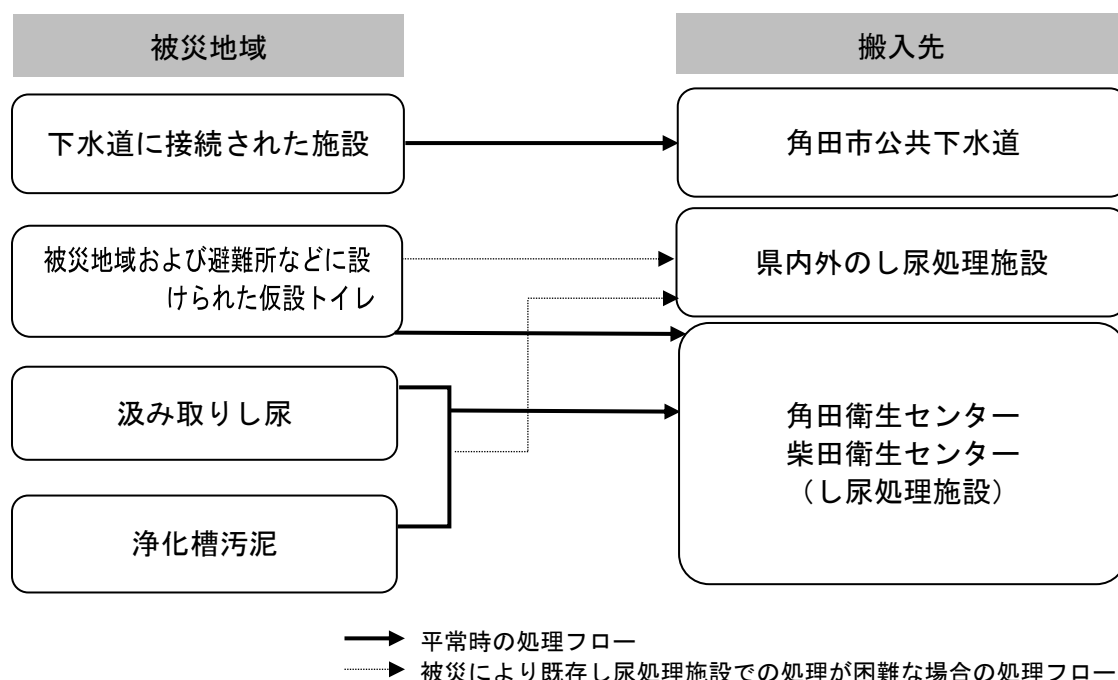 被災地域
搬入先
下水道に接続された施設
角田市公共下水道
被災地域および避難所などに設
けられた仮設トイレ
県内外のし尿処理施設
汲み取りし尿
角田衛生センター
柴田衛生センター
（し尿処理施設）
浄化槽汚泥
平常時の処理フロー
被災により既存し尿処理施設での処理が困難な場合の処理フロー